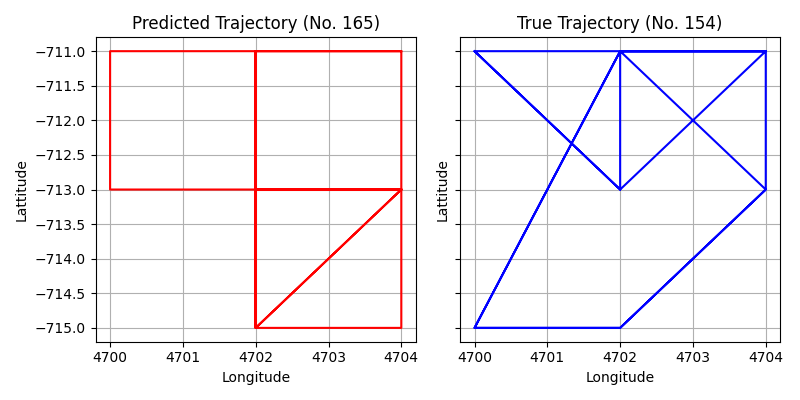 Predicted Trajectory (No. 165)
−711.0
−711.5
−712.0
−712.5
−713.0
−713.5
−714.0
−714.5
−715.0
Lattitude
4700 4701 4702 4703 4704
Longitude
True Trajectory (No. 154)
Lattitude
4700 4701 4702 4703 4704
Longitude